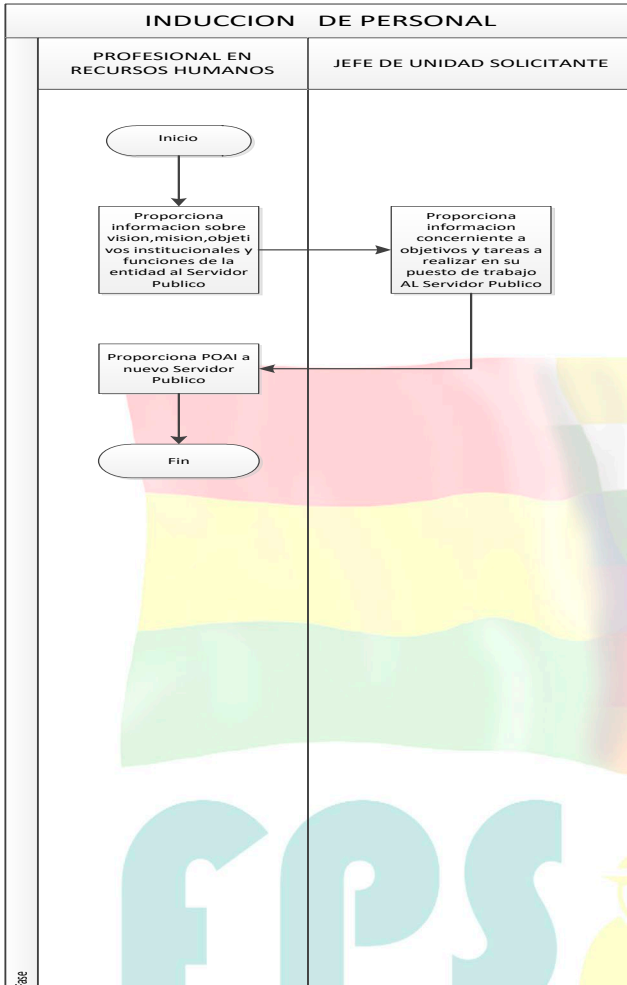 INDUCCION DE PERSONAL
PROFESIONAL EN
RECURSOS HUMANOS
JEFE DE UNIDAD SOLICITANTE
Inicio
Proporciona
informacion sobre
vision,mision,objeti
vos institucionales y
funciones de la
entidad al Servidor
Publico
Proporciona
informacion
concerniente a
objetivos y tareas a
realizar en su
puesto de trabajo
AL Servidor Publico
Proporciona POAI a
nuevo Servidor
Publico
Fin
FPS